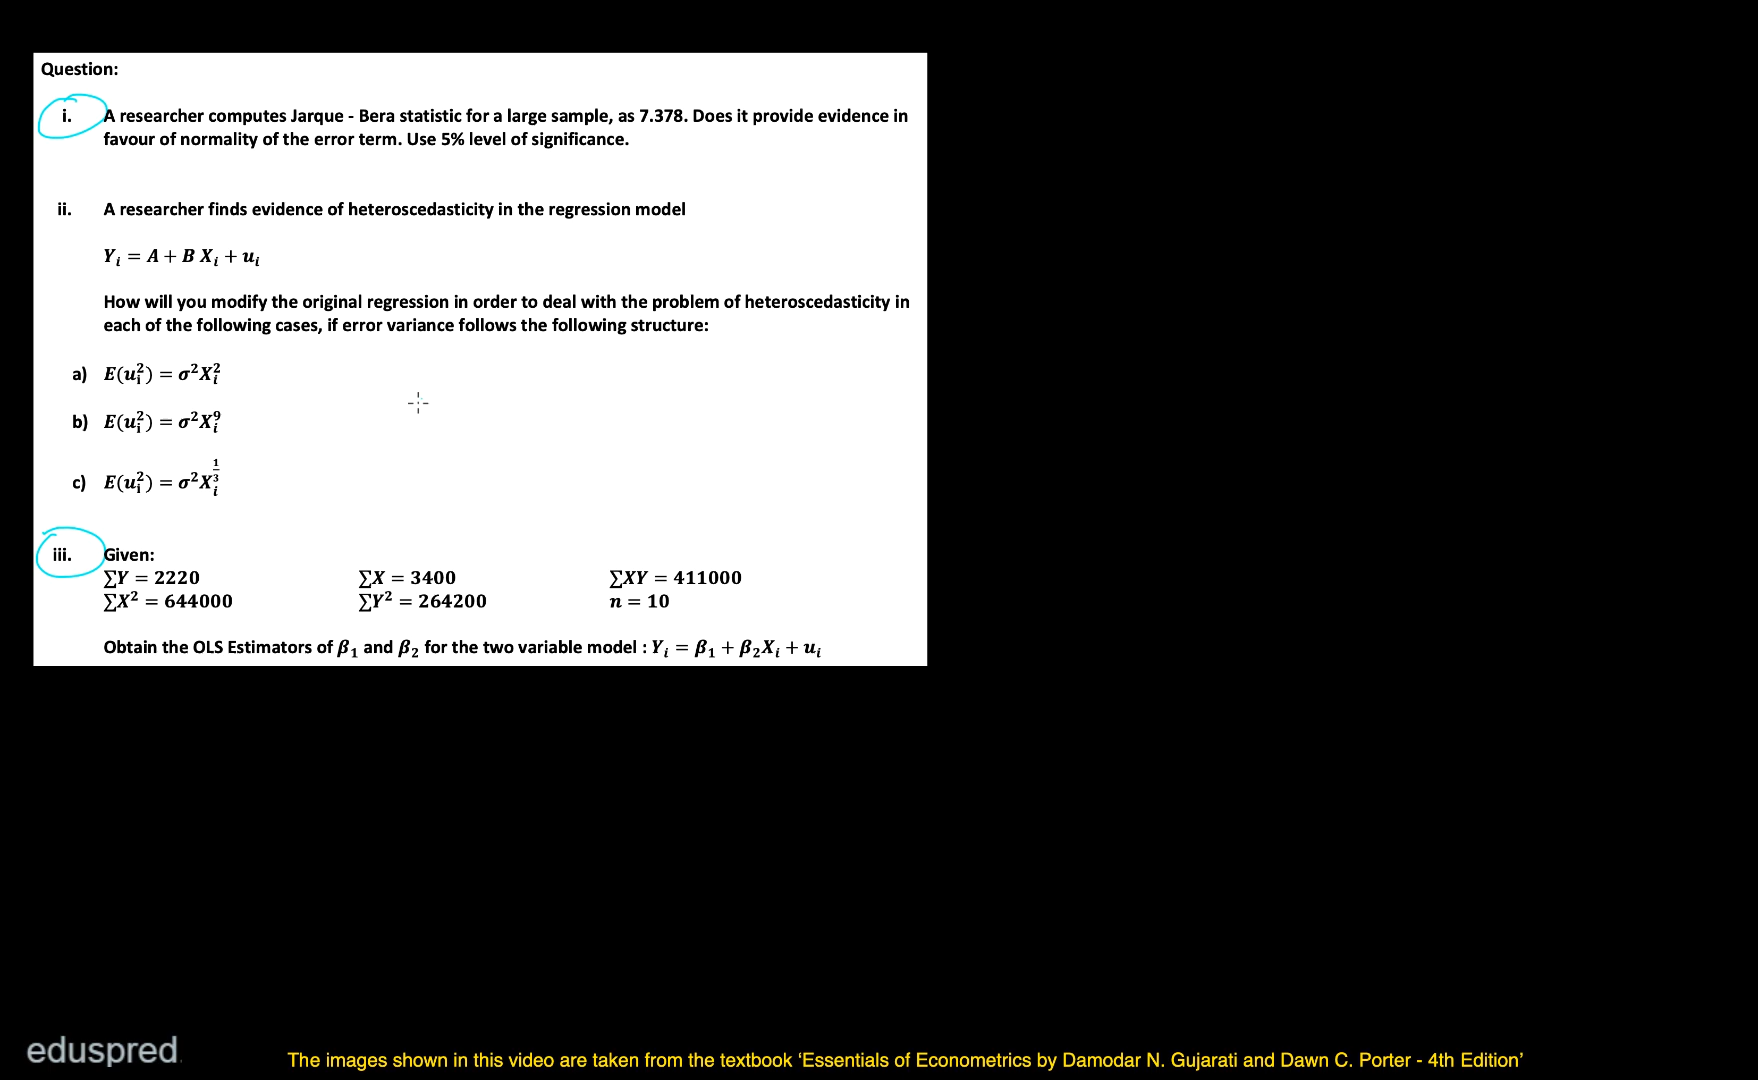 Question:
i. A researcher computes Jarque - Bera statistic for a large sample, as 7.378. Does it provide evidence in
favour of normality of the error term. Use 5% level of significance.
ii. A researcher finds evidence of heteroscedasticity in the regression model
Yᵢ = A + B Xᵢ + uᵢ
How will you modify the original regression in order to deal with the problem of heteroscedasticity in
each of the following cases, if error variance follows the following structure:
a) E(uᵢ²) = σ²Xᵢ²
b) E(uᵢ²) = σ²Xᵢ⁹
c) E(uᵢ²) = σ²Xᵢ^(1/3)
iii. Given:
∑Y = 2220 ∑X = 3400 ∑XY = 411000
∑X² = 644000 ∑Y² = 264200 n = 10
Obtain the OLS Estimators of β₁ and β₂ for the two variable model : Yᵢ = β₁ + β₂Xᵢ + uᵢ
eduspred.
The images shown in this video are taken from the textbook ‘Essentials of Econometrics by Damodar N. Gujarati and Dawn C. Porter - 4th Edition’